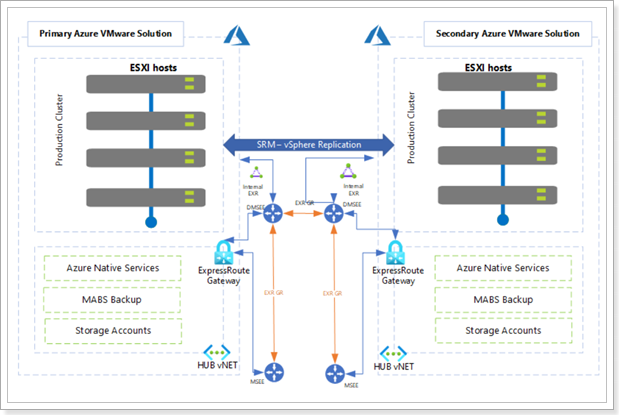 Primary Azure VMware Solution
Secondary Azure VMware Solution
ESXI hosts
ESXI hosts
Production Cluster
Production Cluster
SRM – vSphere Replication
Internal
EXR
Internal
EXR
EXR GR
DMSEE
DMSEE
ExpressRoute
Gateway
ExpressRoute
Gateway
Azure Native Services
MABS Backup
Storage Accounts
EXR GR
EXR GR
Azure Native Services
MABS Backup
Storage Accounts
HUB vNET
HUB vNET
MSEE
MSEE